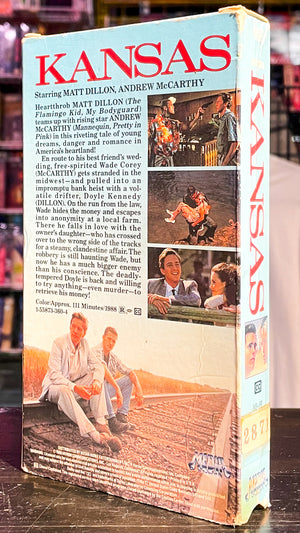 KANSAS
Starring MATT DILLON, ANDREW McCARTHY
Heartthrob MATT DILLON (The
Flamingo Kid, My Bodyguard)
teams up with rising star ANDREW
McCARTHY (Mannequin, Pretty in
Pink) in this riveting tale of young
dreams, danger and romance in
America's heartland!
En route to his best friend's wed-
ding, free-spirited Wade Corey
(McCARTHY) gets stranded in the
midwest—and pulled into an
impromptu bank heist with a vol-
atile drifter, Doyle Kennedy
(DILLON). On the run from the law,
Wade hides the money and escapes
into anonymity at a local farm.
There he falls in love with the
owner's daughter—who has crossed
over to the wrong side of the tracks
for a steamy, clandestine affair. The
robbery is still haunting Wade, but
now he has a much bigger enemy
than his conscience. The deadly-
tempered Doyle is back and willing
to try anything—even murder—to
retrieve his money!
Color/Approx. 111 Minutes/1988 R
1-55873-360-4
KANSAS
2871